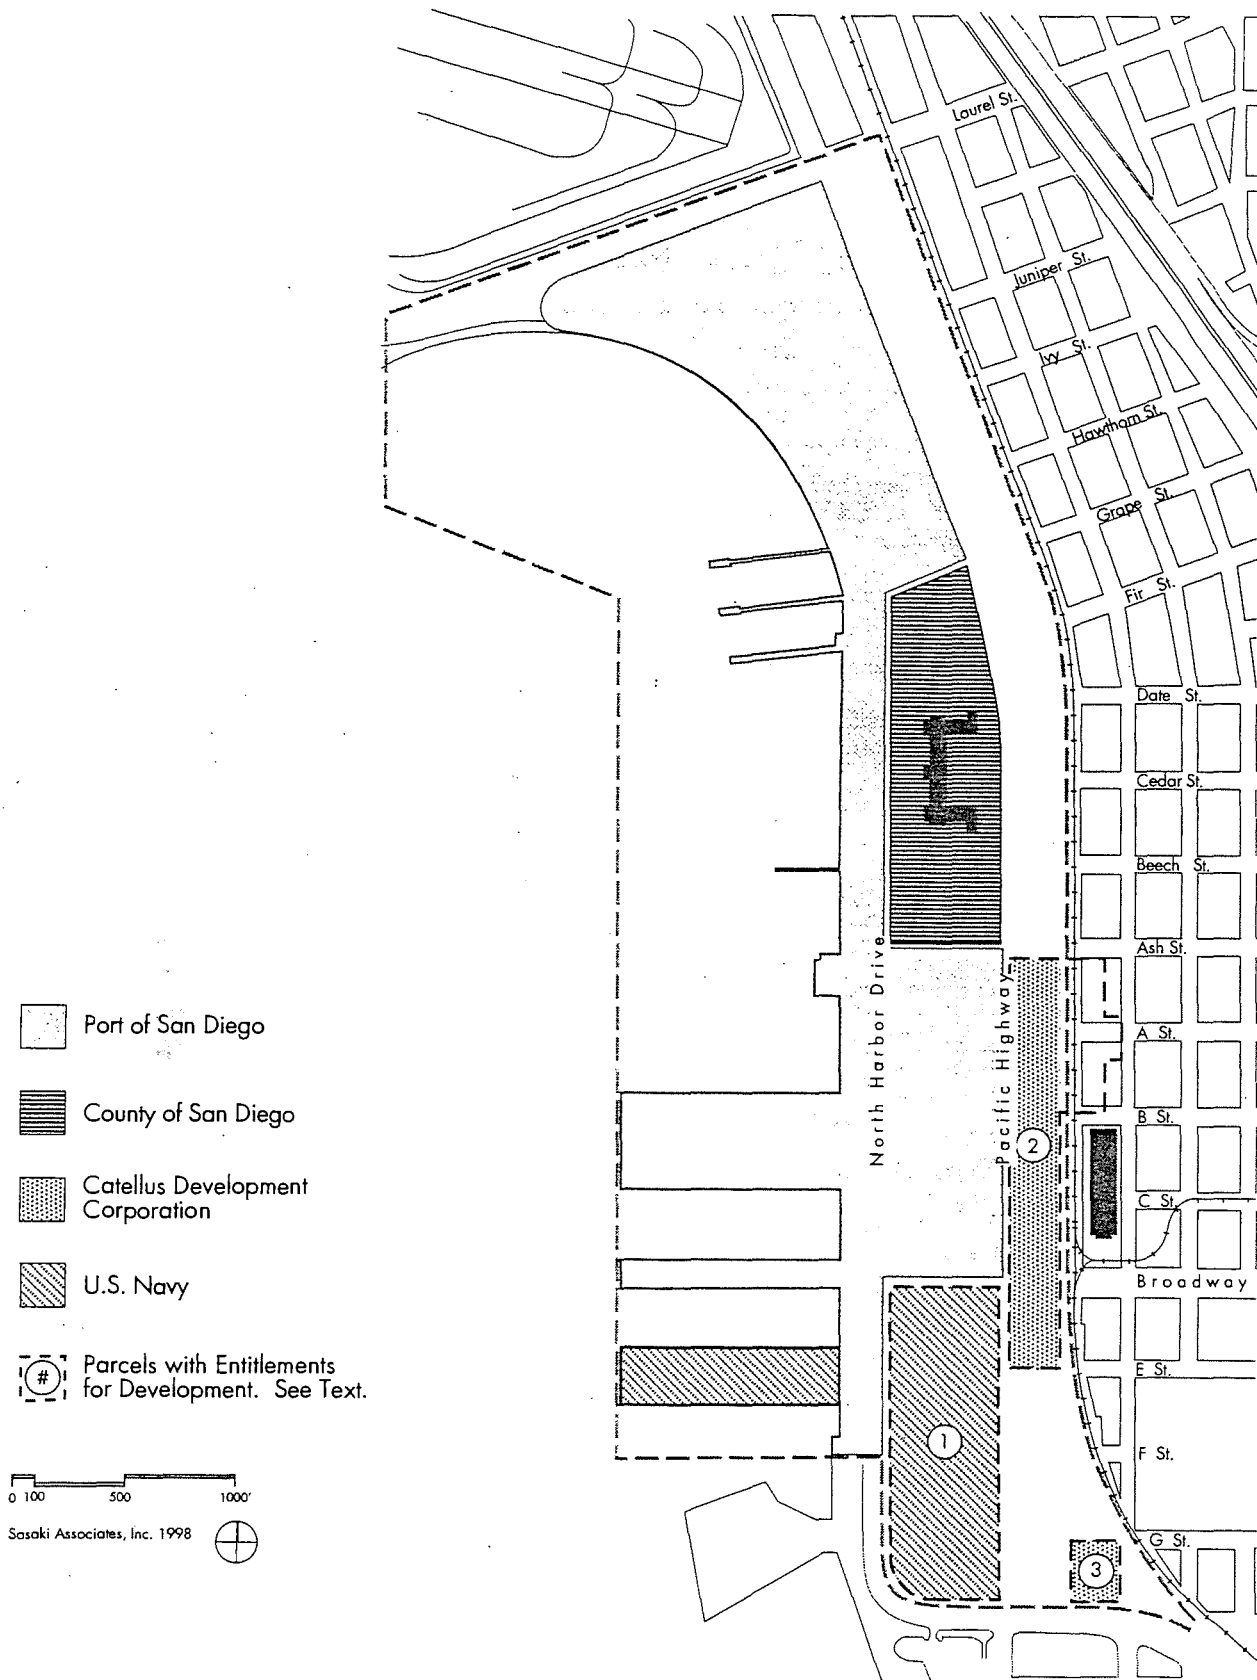 Laurel St.
Juniper St.
Ivy St.
Hawthorn St.
Grape St.
Fir St.
Date St.
Cedar St.
Beech St.
Ash St.
A St.
B St.
C St.
Broadway
E St.
F St.
G St.
North Harbor Drive
Pacific Highway
2
1
3
Port of San Diego
County of San Diego
Catellus Development
Corporation
U.S. Navy
#
Parcels with Entitlements
for Development. See Text.
0 100 500 1000'
Sasaki Associates, Inc. 1998